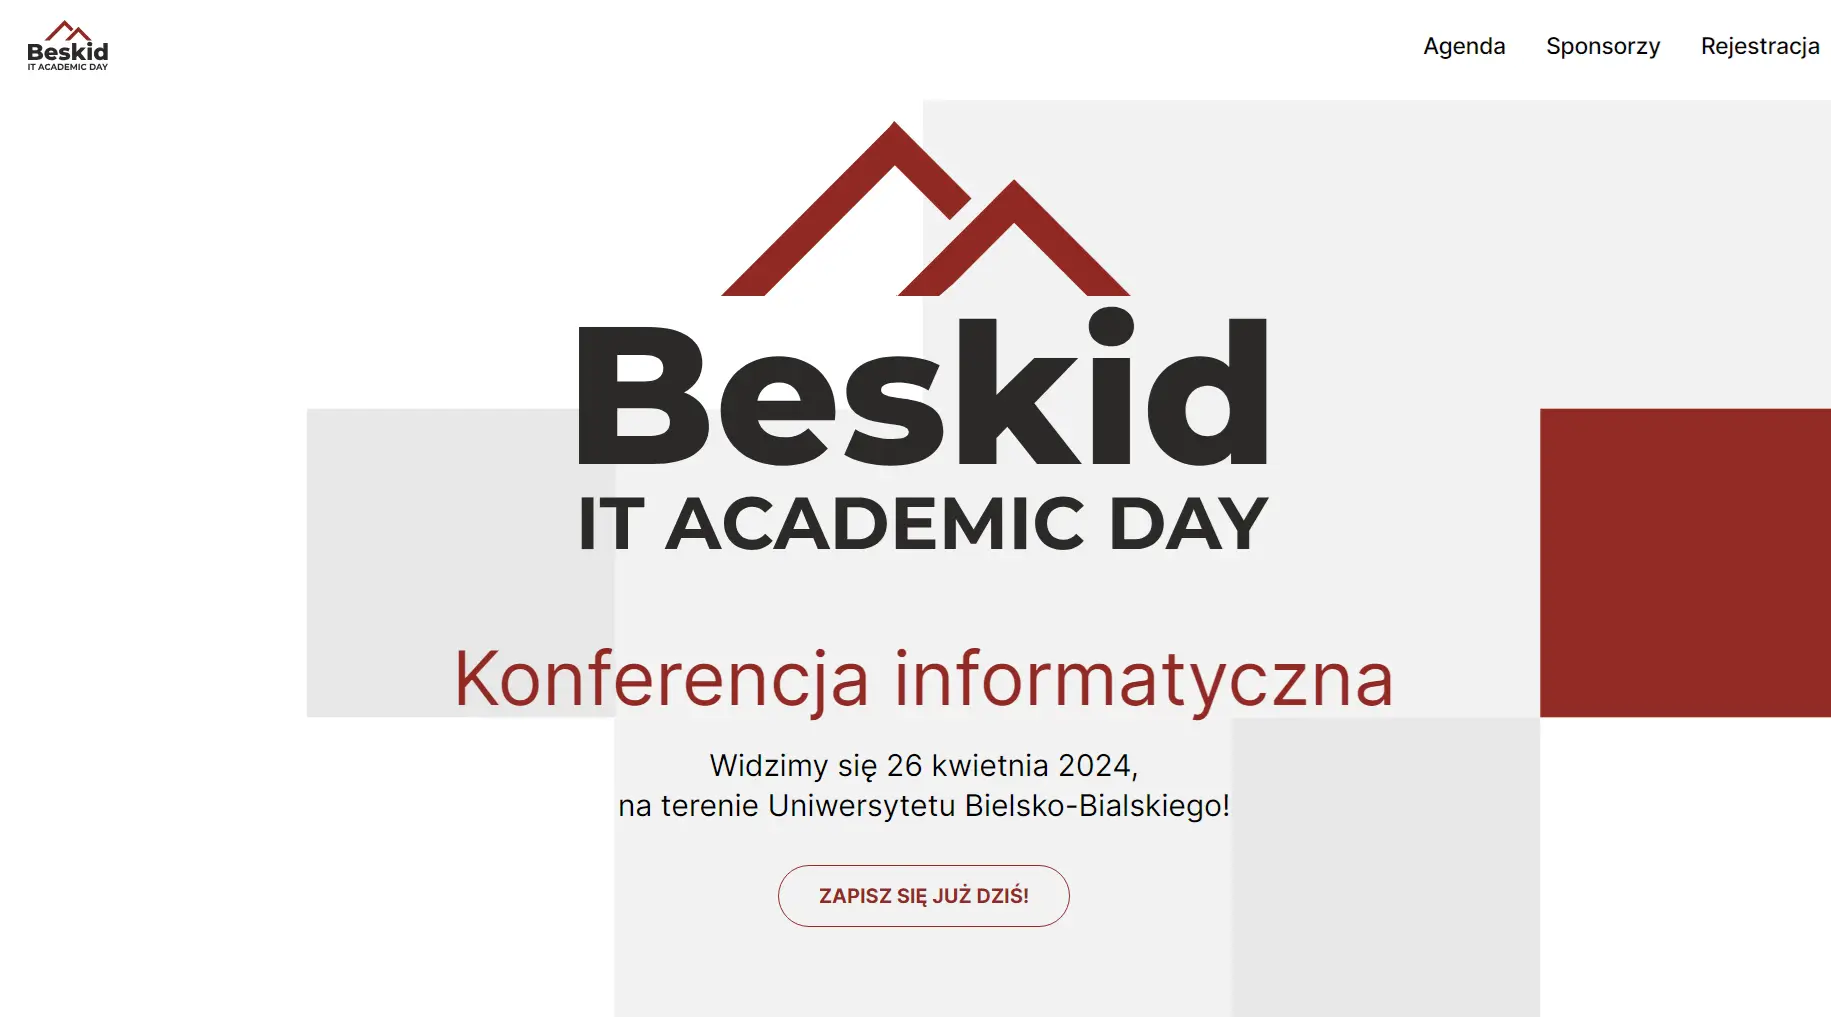 Beskid
IT ACADEMIC DAY
Agenda Sponsorzy Rejestracja
Beskid
IT ACADEMIC DAY
Konferencja informatyczna
Widzimy się 26 kwietnia 2024,
na terenie Uniwersytetu Bielsko-Bialskiego!
ZAPISZ SIĘ JUŻ DZIŚ!